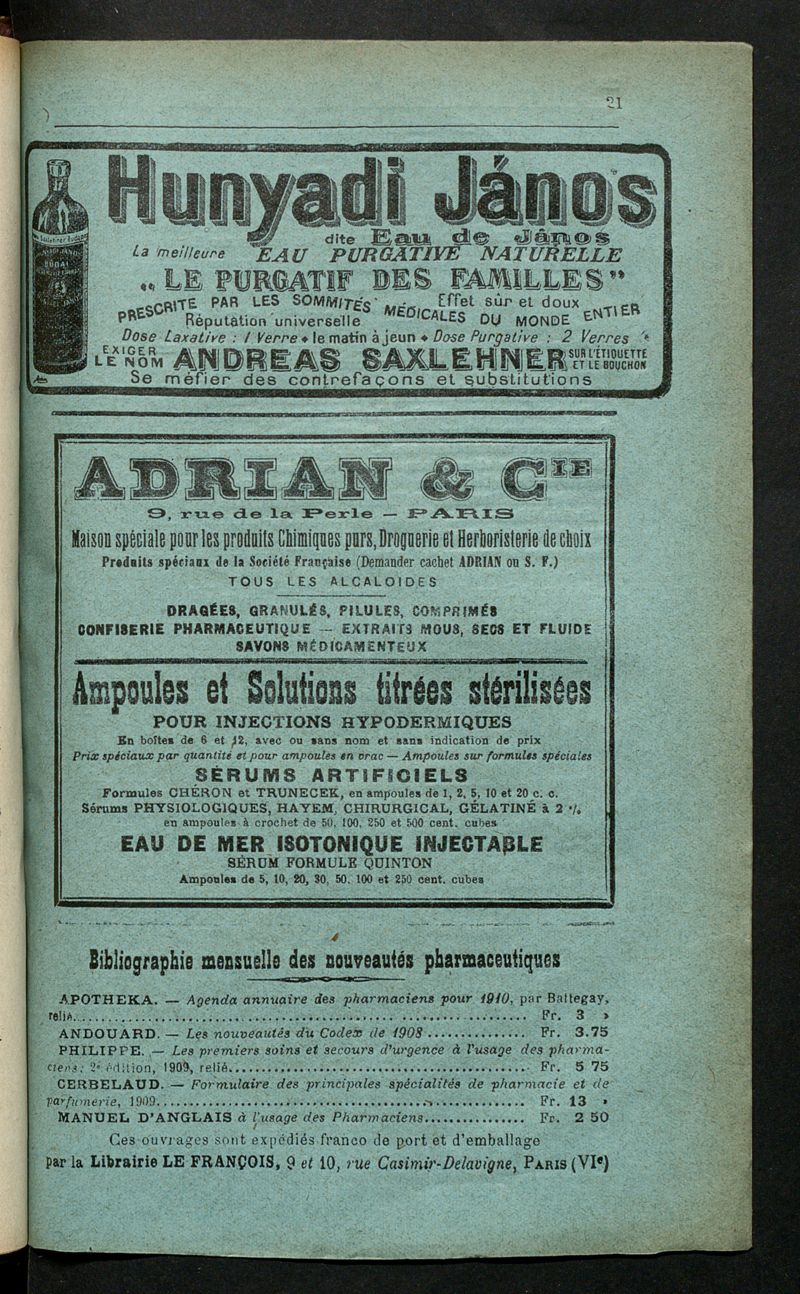 21
Hunyadi János
dite Eau de Jânos
La meilleure EAU PURGATIVE NATURELLE
„ LE PURGATIF DES FAMILLES”
PRESCRITE PAR LES SOMMITÉS MÉDICALES DU MONDE ENTIER
Effet sûr et doux
Réputation universelle
Dose Laxative : 1 Verre ♦ le matin à jeun ♦ Dose Purgative : 2 Verres
EXIGER LE NOM ANDREAS SAXLEHNER SUR L'ÉTIQUETTE ET LE BOUCHON
Se méfier des contrefaçons et substitutions
ADRIAN & CIE
9, rue de la Perle — PARIS
Maison spéciale pour les produits Chimiques purs, Droguerie et Herboristerie de choix
Produits spéciaux de la Société Française (Demander cachet ADRIAN ou S. F.)
TOUS LES ALCALOIDES
DRAGÉES, GRANULÉS, PILULES, COMPRIMÉS
CONFISERIE PHARMACEUTIQUE — EXTRAITS MOUS, SECS ET FLUIDE
SAVONS MÉDICAMENTEUX
Ampoules et Solutions titrées stérilisées
POUR INJECTIONS HYPODERMIQUES
En boîtes de 6 et 12, avec ou sans nom et sans indication de prix
Prix spéciaux par quantité et pour ampoules en vrac — Ampoules sur formules spéciales
SÉRUMS ARTIFICIELS
Formules CHÉRON et TRUNECEK, en ampoules de 1, 2, 5, 10 et 20 c. c.
Sérums PHYSIOLOGIQUES, HAYEM, CHIRURGICAL, GÉLATINÉ à 2 %
en ampoules à crochet de 50, 100, 250 et 500 cent. cubes
EAU DE MER ISOTONIQUE INJECTABLE
SÉRUM FORMULE QUINTON
Ampoules de 5, 10, 20, 30, 50, 100 et 250 cent. cubes
Bibliographie mensuelle des nouveautés pharmaceutiques
APOTHEKA. — Agenda annuaire des pharmaciens pour 1910, par Baltegay,
relié.......... Fr. 3 »
ANDOUARD. — Les nouveautés du Codex de 1908.......... Fr. 3.75
PHILIPPE. — Les premiers soins et secours d'urgence à l'usage des pharma-
ciens; 2e édition, 1909, relié.......... Fr. 5 75
CERBELAUD. — Formulaire des principales spécialités de pharmacie et de
parfumerie, 1909.......... Fr. 13 »
MANUEL D'ANGLAIS à l'usage des Pharmaciens.......... Fr. 2 50
Ces ouvrages sont expédiés franco de port et d'emballage
par la Librairie LE FRANÇOIS, 9 et 10, rue Casimir-Delavigne, PARIS (VIe)